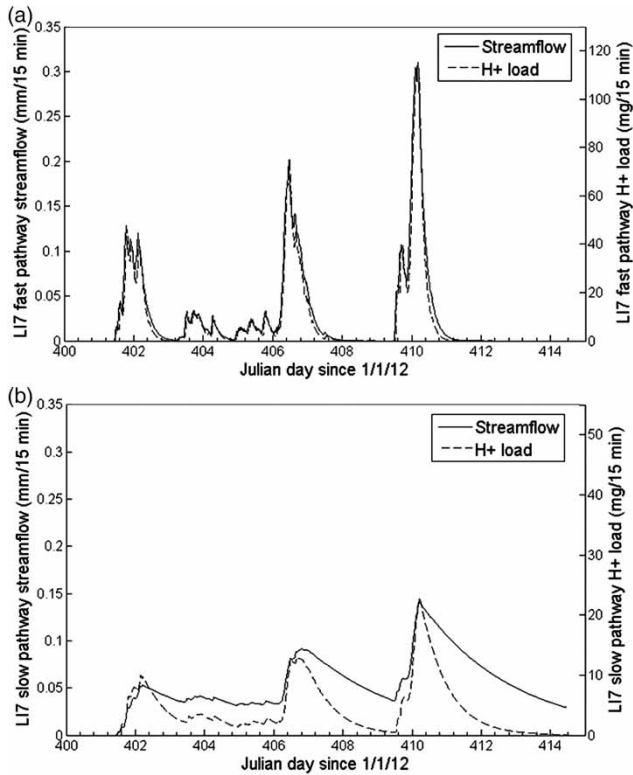 (a)
LI7 fast pathway streamflow (mm/15 min)
0.35
0.3
0.25
0.2
0.15
0.1
0.05
0
Streamflow
H+ load
120
100
80
60
40
20
0
LI7 fast pathway H+ load (mg/15 min)
400 402 404 406 408 410 412 414
Julian day since 1/1/12
(b)
LI7 slow pathway streamflow (mm/15 min)
0.35
0.3
0.25
0.2
0.15
0.1
0.05
0
Streamflow
H+ load
50
40
30
20
10
0
LI7 slow pathway H+ load (mg/15 min)
400 402 404 406 408 410 412 414
Julian day since 1/1/12